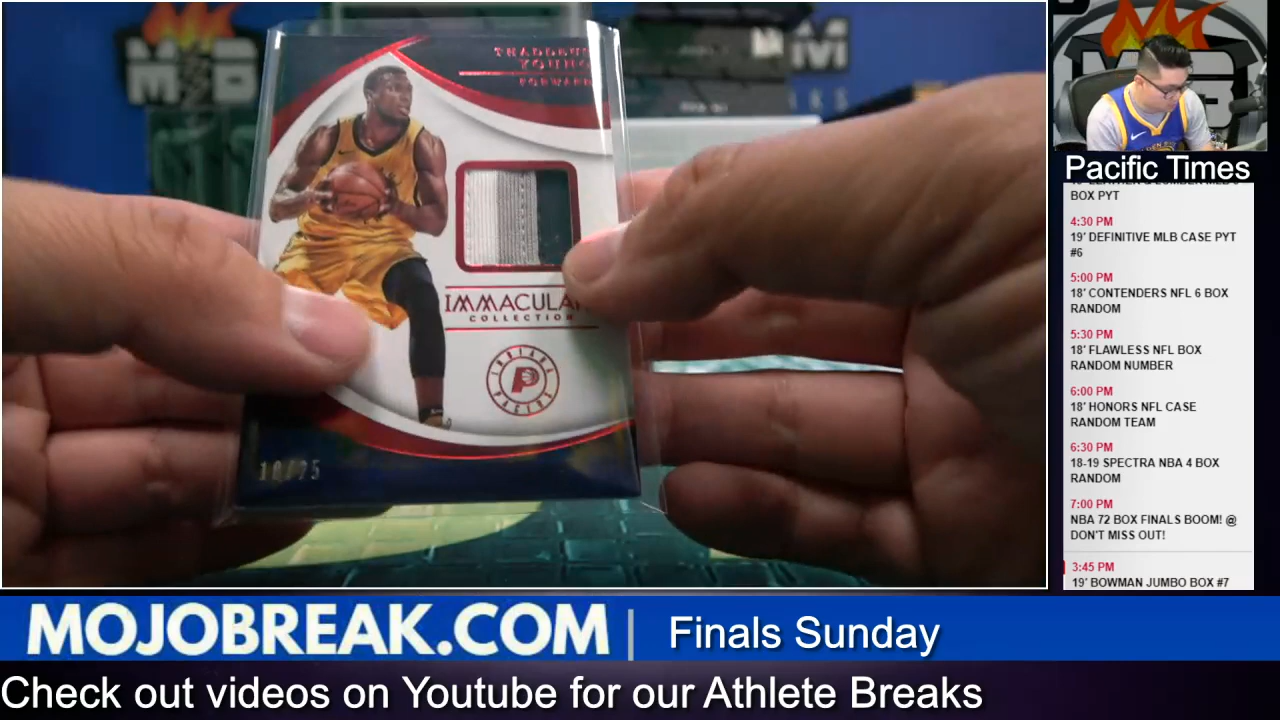 THADDEUS
YOUNG
FORWARD
IMMACULA
COLLECTION
INDIANA
PACERS
Pacific Times
BOX PYT
4:30 PM
19' DEFINITIVE MLB CASE PYT
#6
5:00 PM
18' CONTENDERS NFL 6 BOX
RANDOM
5:30 PM
18' FLAWLESS NFL BOX
RANDOM NUMBER
6:00 PM
18' HONORS NFL CASE
RANDOM TEAM
6:30 PM
18-19 SPECTRA NBA 4 BOX
RANDOM
7:00 PM
NBA 72 BOX FINALS BOOM! @
DON'T MISS OUT!
3:45 PM
19' BOWMAN JUMBO BOX #7
MOJOBREAK.COM | Finals Sunday
Check out videos on Youtube for our Athlete Breaks